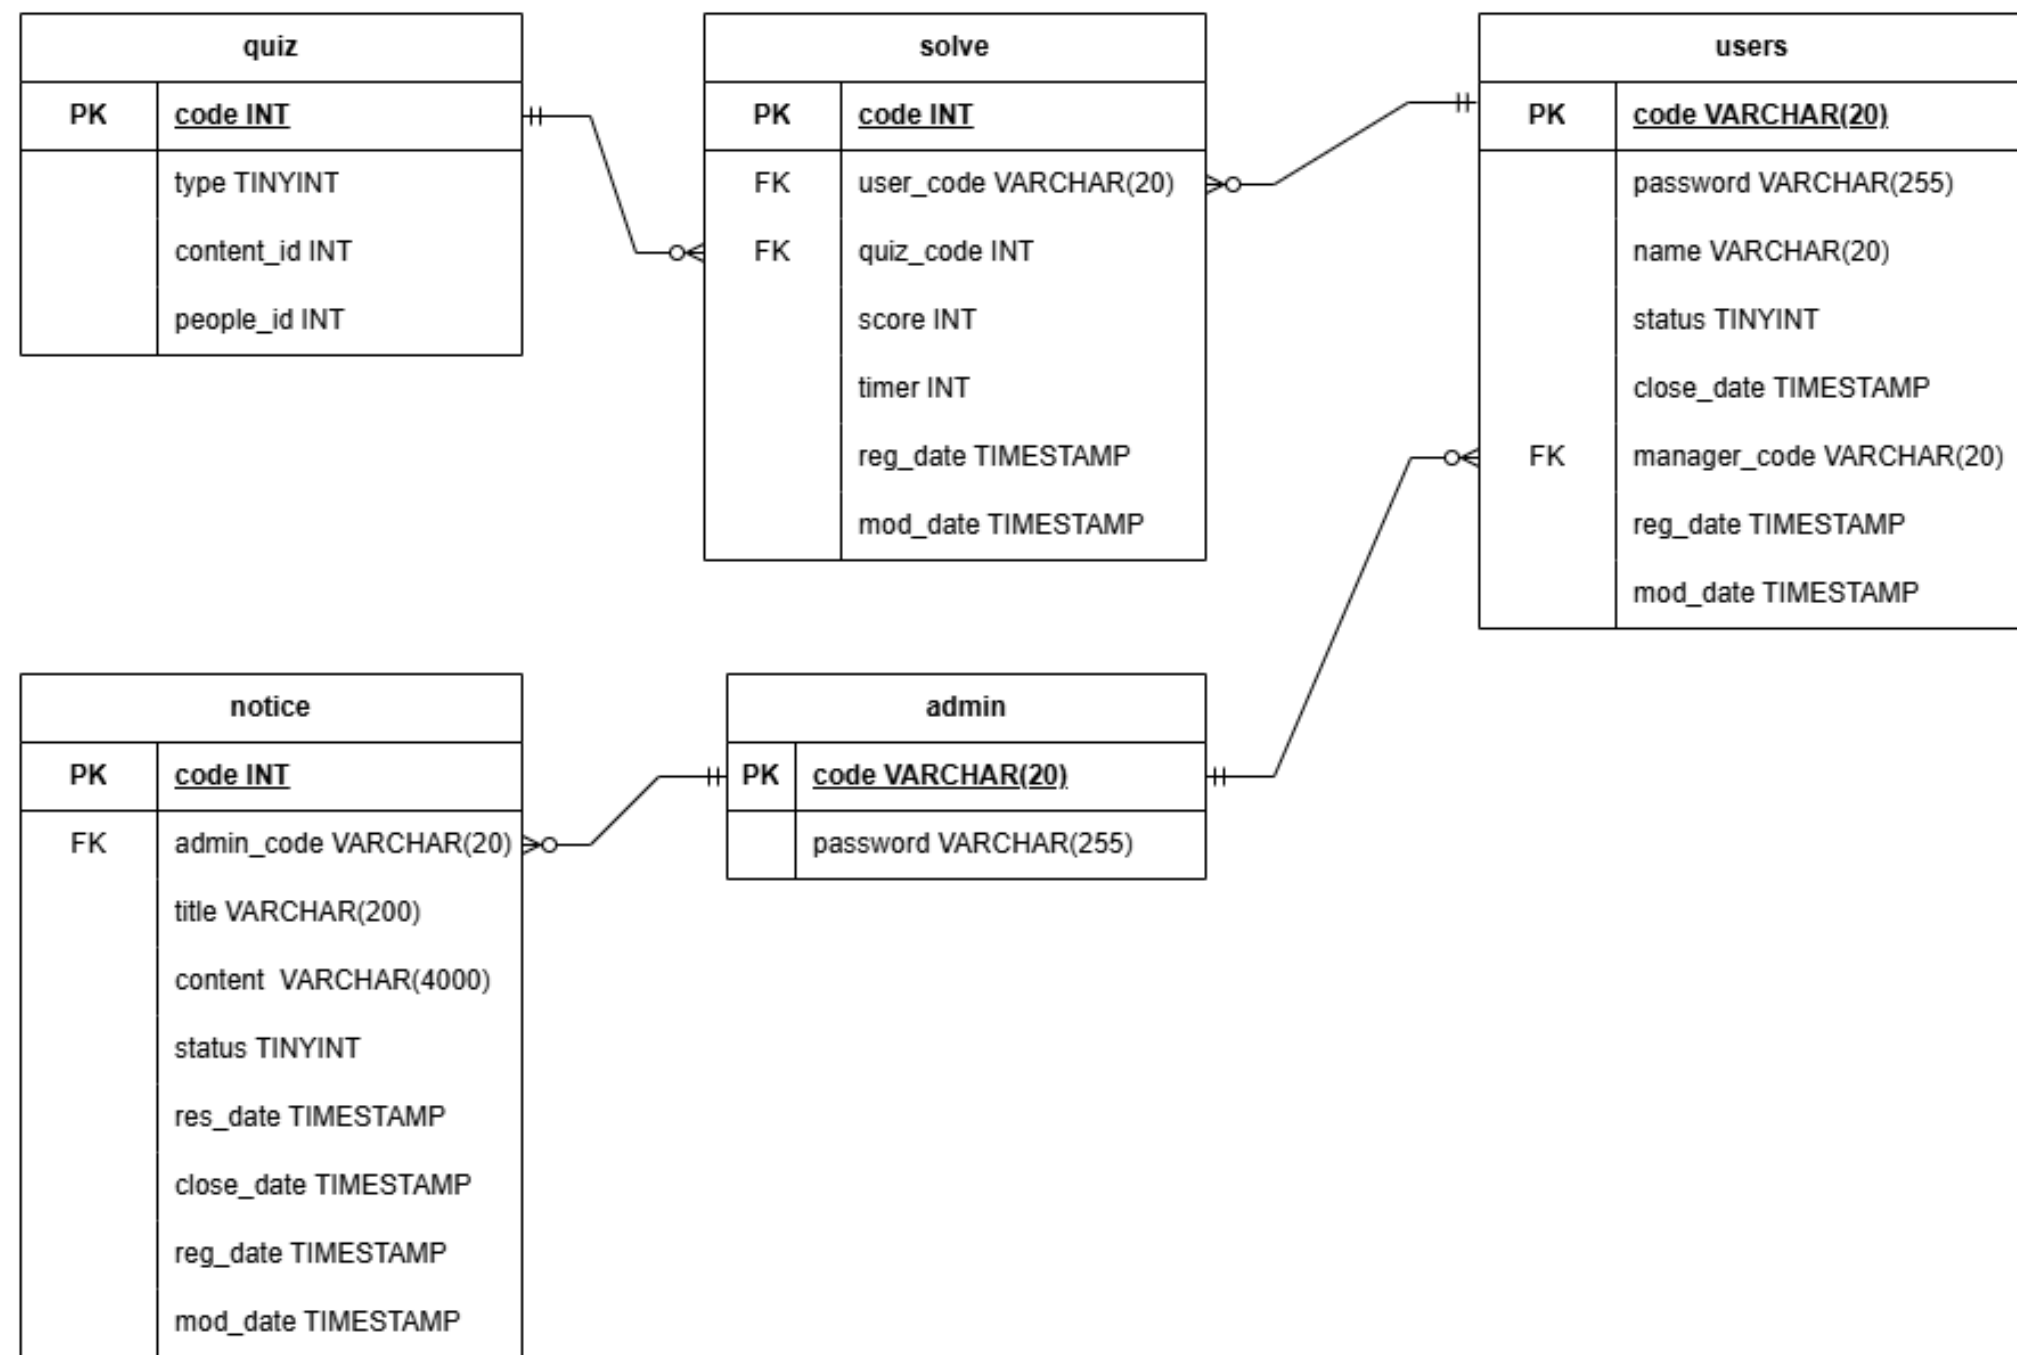 quiz
PK code INT
type TINYINT
content_id INT
people_id INT
solve
PK code INT
FK user_code VARCHAR(20)
FK quiz_code INT
score INT
timer INT
reg_date TIMESTAMP
mod_date TIMESTAMP
users
PK code VARCHAR(20)
password VARCHAR(255)
name VARCHAR(20)
status TINYINT
close_date TIMESTAMP
FK manager_code VARCHAR(20)
reg_date TIMESTAMP
mod_date TIMESTAMP
notice
PK code INT
FK admin_code VARCHAR(20)
title VARCHAR(200)
content  VARCHAR(4000)
status TINYINT
res_date TIMESTAMP
close_date TIMESTAMP
reg_date TIMESTAMP
mod_date TIMESTAMP
admin
PK code VARCHAR(20)
password VARCHAR(255)